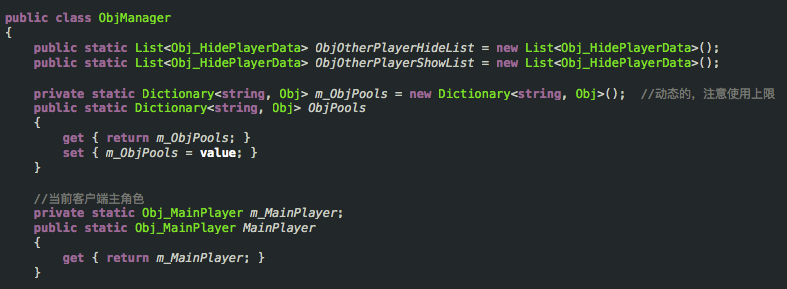 public class ObjManager
{
    public static List<Obj_HidePlayerData> ObjOtherPlayerHideList = new List<Obj_HidePlayerData>();
    public static List<Obj_HidePlayerData> ObjOtherPlayerShowList = new List<Obj_HidePlayerData>();

    private static Dictionary<string, Obj> m_ObjPools = new Dictionary<string, Obj>();  //动态的，注意使用上限
    public static Dictionary<string, Obj> ObjPools
    {
        get { return m_ObjPools; }
        set { m_ObjPools = value; }
    }

    //当前客户端主角色
    private static Obj_MainPlayer m_MainPlayer;
    public static Obj_MainPlayer MainPlayer
    {
        get { return m_MainPlayer; }
    }